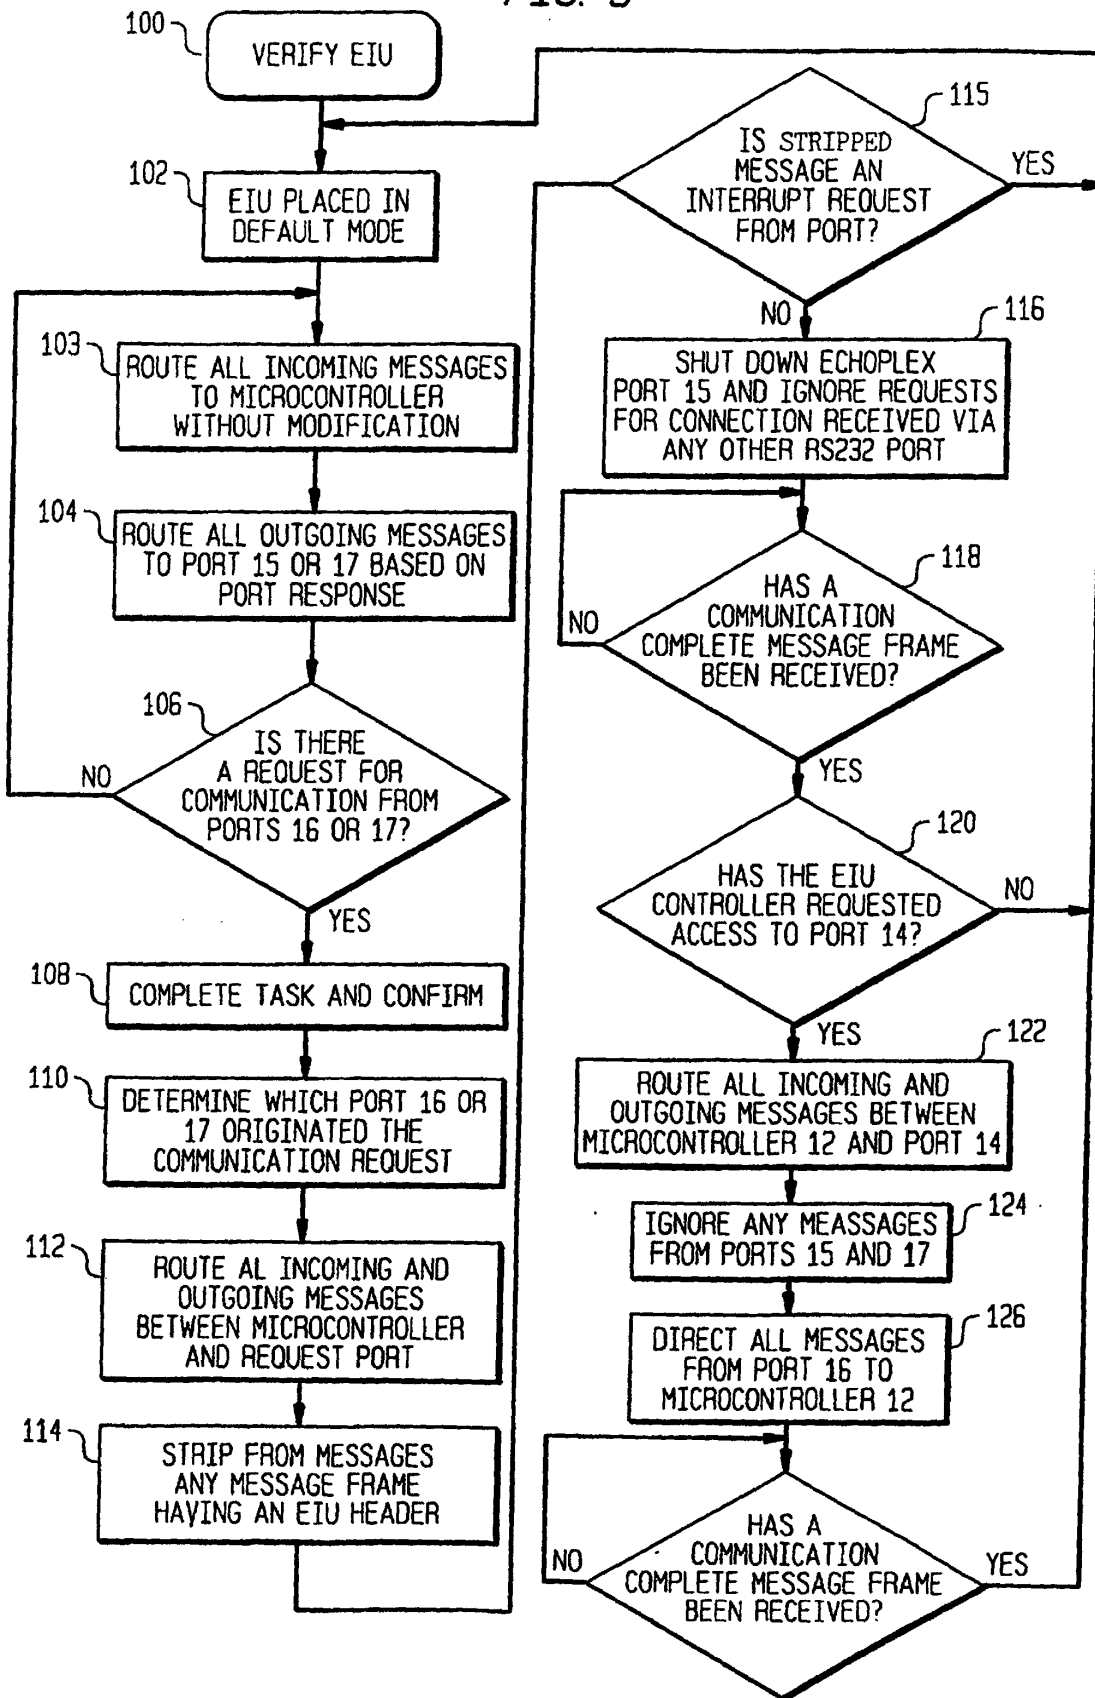 100
VERIFY EIU
102
EIU PLACED IN
DEFAULT MODE
103
ROUTE ALL INCOMING MESSAGES
TO MICROCONTROLLER
WITHOUT MODIFICATION
104
ROUTE ALL OUTGOING MESSAGES
TO PORT 15 OR 17 BASED ON
PORT RESPONSE
106
IS THERE
A REQUEST FOR
COMMUNICATION FROM
PORTS 16 OR 17?
NO
YES
108
COMPLETE TASK AND CONFIRM
110
DETERMINE WHICH PORT 16 OR
17 ORIGINATED THE
COMMUNICATION REQUEST
112
ROUTE AL INCOMING AND
OUTGOING MESSAGES
BETWEEN MICROCONTROLLER
AND REQUEST PORT
114
STRIP FROM MESSAGES
ANY MESSAGE FRAME
HAVING AN EIU HEADER
115
IS STRIPPED
MESSAGE AN
INTERRUPT REQUEST
FROM PORT?
YES
NO
116
SHUT DOWN ECHOPLEX
PORT 15 AND IGNORE REQUESTS
FOR CONNECTION RECEIVED VIA
ANY OTHER RS232 PORT
118
HAS A
COMMUNICATION
COMPLETE MESSAGE FRAME
BEEN RECEIVED?
NO
YES
120
HAS THE EIU
CONTROLLER REQUESTED
ACCESS TO PORT 14?
NO
YES
122
ROUTE ALL INCOMING AND
OUTGOING MESSAGES BETWEEN
MICROCONTROLLER 12 AND PORT 14
124
IGNORE ANY MEASSAGES
FROM PORTS 15 AND 17
126
DIRECT ALL MESSAGES
FROM PORT 16 TO
MICROCONTROLLER 12
HAS A
COMMUNICATION
COMPLETE MESSAGE FRAME
BEEN RECEIVED?
NO
YES